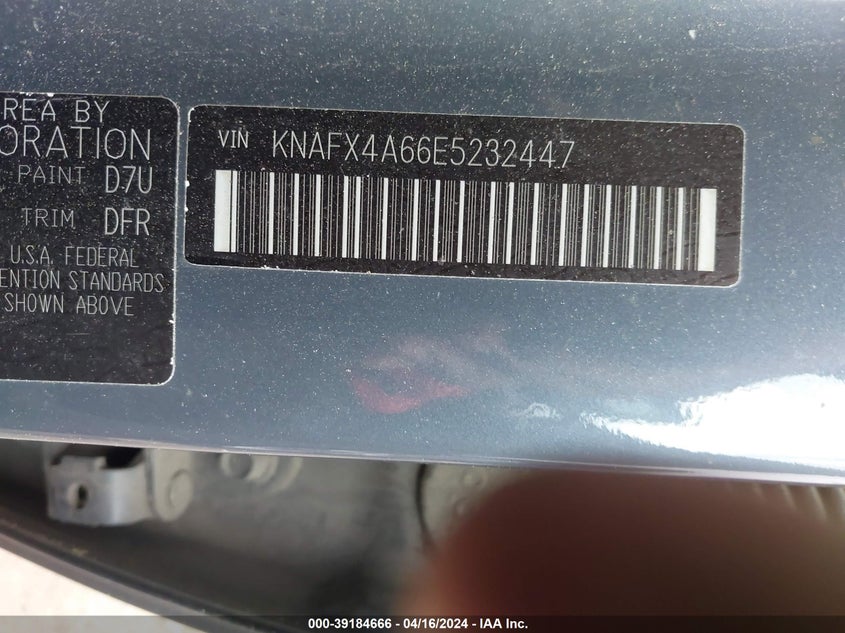 REA BY
ORATION
PAINT D7U
TRIM DFR
U.S.A. FEDERAL
ENTION STANDARDS
SHOWN ABOVE
VIN KNAFX4A66E5232447
000-39184666 - 04/16/2024 - IAA Inc.